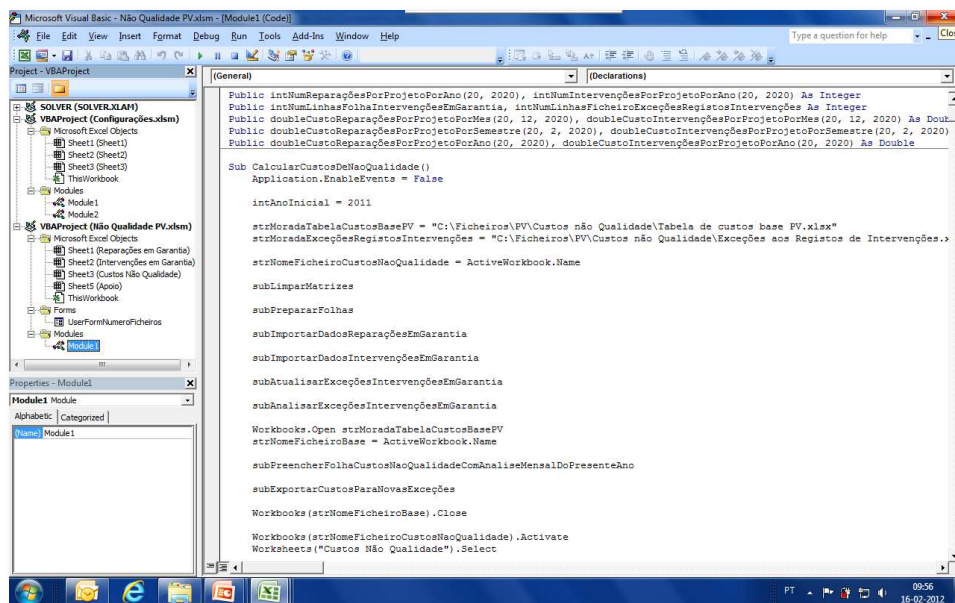 Microsoft Visual Basic - Não Qualidade PV.xlsm - [Module1 (Code)]
Clos
File Edit View Insert Format Debug Run Tools Add-Ins Window Help
Type a question for help
Project - VBAProject
(General)
(Declarations)
SOLVER (SOLVER.XLAM)
VBAProject (Configurações.xlsm)
Microsoft Excel Objects
Sheet1 (Sheet1)
Sheet2 (Sheet2)
Sheet3 (Sheet3)
ThisWorkbook
Modules
Module1
Module2
VBAProject (Não Qualidade PV.xlsm)
Microsoft Excel Objects
Sheet1 (Reparações em Garantia)
Sheet2 (Intervenções em Garantia)
Sheet3 (Custos Não Qualidade)
Sheet5 (Apoio)
ThisWorkbook
Forms
UserFormNumeroFicheiros
Modules
Module1
Properties - Module1
Module1 Module
Alphabetic Categorized
(Name) Module1
Public intNumReparaçõesPorProjetoPorAno(20, 2020), intNumIntervençõesPorProjetoPorAno(20, 2020) As Integer
Public intNumLinhasFolhaIntervençõesEmGarantia, intNumLinhasFicheiroExceçõesRegistosIntervenções As Integer
Public doubleCustoReparaçõesPorProjetoPorMes(20, 12, 2020), doubleCustoIntervençõesPorProjetoPorMes(20, 12, 2020) As Doub
Public doubleCustoReparaçõesPorProjetoPorSemestre(20, 2, 2020), doubleCustoIntervençõesPorProjetoPorSemestre(20, 2, 2020)
Public doubleCustoReparaçõesPorProjetoPorAno(20, 2020), doubleCustoIntervençõesPorProjetoPorAno(20, 2020) As Double
Sub CalcularCustosDeNaoQualidade()
Application.EnableEvents = False
intAnoInicial = 2011
strMoradaTabelaCustosBasePV = "C:\Ficheiros\PV\Custos não Qualidade\Tabela de custos base PV.xlsx"
strMoradaExceçõesRegistosIntervenções = "C:\Ficheiros\PV\Custos não Qualidade\Exceções aos Registos de Intervenções.x
strNomeFicheiroCustosNaoQualidade = ActiveWorkbook.Name
subLimparMatrizes
subPrepararFolhas
subImportarDadosReparaçõesEmGarantia
subImportarDadosIntervençõesEmGarantia
subAtualisarExceçõesIntervençõesEmGarantia
subAnalisarExceçõesIntervençõesEmGarantia
Workbooks.Open strMoradaTabelaCustosBasePV
strNomeFicheiroBase = ActiveWorkbook.Name
subPreencherFolhaCustosNaoQualidadeComAnaliseMensalDoPresenteAno
subExportarCustosParaNovasExceções
Workbooks(strNomeFicheiroBase).Close
Workbooks(strNomeFicheiroCustosNaoQualidade).Activate
Worksheets("Custos Não Qualidade").Select
PT
09:56
16-02-2012